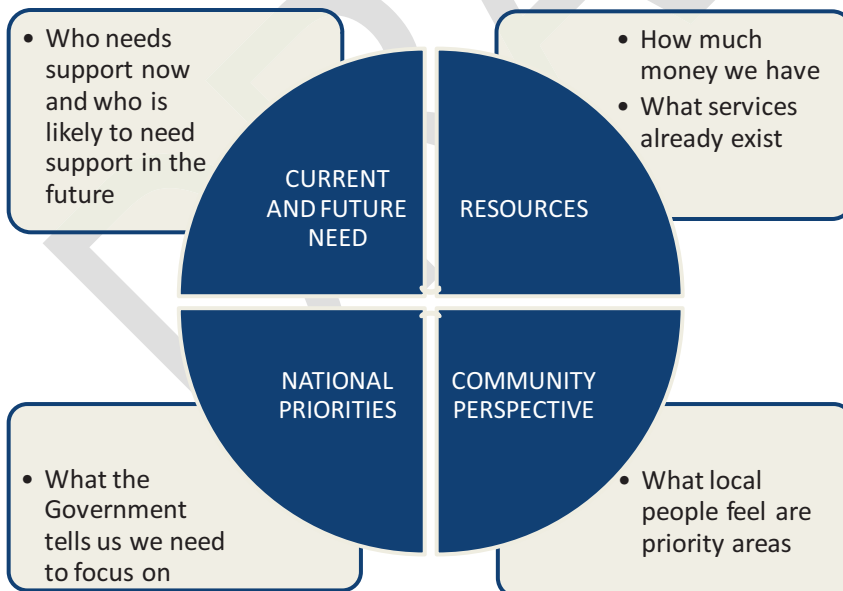 • Who needs
support now
and who is
likely to need
support in the
future
• How much
money we have
• What services
already exist
CURRENT
AND FUTURE
NEED
RESOURCES
NATIONAL
PRIORITIES
COMMUNITY
PERSPECTIVE
• What the
Government
tells us we need
to focus on
• What local
people feel are
priority areas